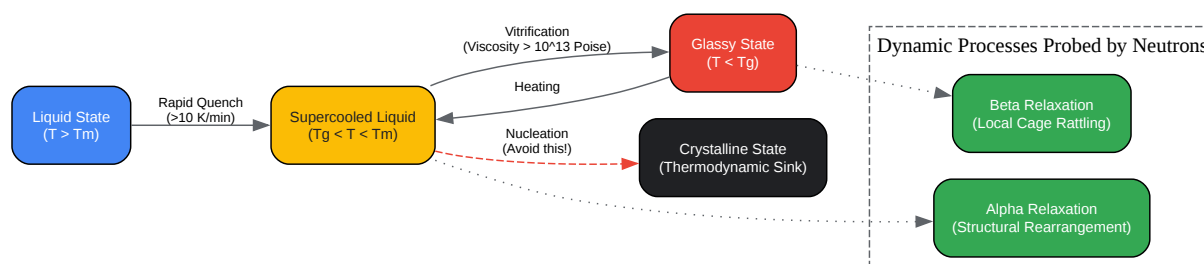 Liquid State
(T > Tm)
Rapid Quench
(>10 K/min)
Supercooled Liquid
(Tg < T < Tm)
Vitrification
(Viscosity > 10^13 Poise)
Heating
Nucleation
(Avoid this!)
Glassy State
(T < Tg)
Crystalline State
(Thermodynamic Sink)
Dynamic Processes Probed by Neutrons
Beta Relaxation
(Local Cage Rattling)
Alpha Relaxation
(Structural Rearrangement)